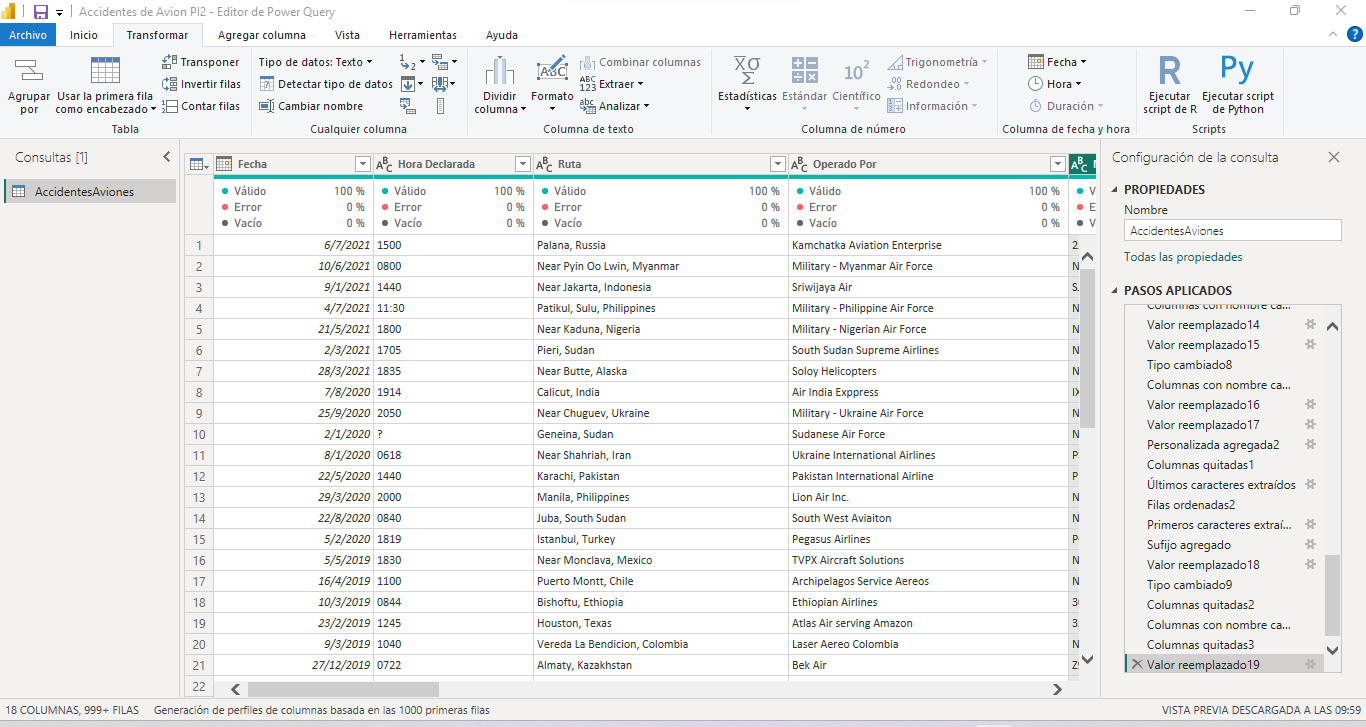 Accidentes de Avion PI2 - Editor de Power Query
Archivo Inicio Transformar Agregar columna Vista Herramientas Ayuda
Agrupar por
Usar la primera fila como encabezado
Transponer
Invertir filas
Contar filas
Tabla
Tipo de datos: Texto
Detectar tipo de datos
Cambiar nombre
Cualquier columna
Dividir columna
Formato
Combinar columnas
Extraer
Analizar
Columna de texto
Estadísticas
Estándar
Científico
Trigonometría
Redondeo
Información
Columna de número
Fecha
Hora
Duración
Columna de fecha y hora
Ejecutar script de R
Ejecutar script de Python
Scripts
Consultas [1]
AccidentesAviones
Fecha Hora Declarada Ruta Operado Por
Válido 100 % Válido 100 % Válido 100 % Válido 100 %
Error 0 % Error 0 % Error 0 % Error 0 %
Vacío 0 % Vacío 0 % Vacío 0 % Vacío 0 %
1 6/7/2021 1500 Palana, Russia Kamchatka Aviation Enterprise
2 10/6/2021 0800 Near Pyin Oo Lwin, Myanmar Military - Myanmar Air Force
3 9/1/2021 1440 Near Jakarta, Indonesia Sriwijaya Air
4 4/7/2021 11:30 Patikul, Sulu, Philippines Military - Philippine Air Force
5 21/5/2021 1800 Near Kaduna, Nigeria Military - Nigerian Air Force
6 2/3/2021 1705 Pieri, Sudan South Sudan Supreme Airlines
7 28/3/2021 1835 Near Butte, Alaska Soloy Helicopters
8 7/8/2020 1914 Calicut, India Air India Exppress
9 25/9/2020 2050 Near Chuguev, Ukraine Military - Ukraine Air Force
10 2/1/2020 ? Geneina, Sudan Sudanese Air Force
11 8/1/2020 0618 Near Shahriah, Iran Ukraine International Airlines
12 22/5/2020 1440 Karachi, Pakistan Pakistan International Airline
13 29/3/2020 2000 Manila, Philippines Lion Air Inc.
14 22/8/2020 0840 Juba, South Sudan South West Aviaiton
15 5/2/2020 1819 Istanbul, Turkey Pegasus Airlines
16 5/5/2019 1830 Near Monclava, Mexico TVPX Aircraft Solutions
17 16/4/2019 1100 Puerto Montt, Chile Archipelagos Service Aereos
18 10/3/2019 0844 Bishoftu, Ethiopia Ethiopian Airlines
19 23/2/2019 1245 Houston, Texas Atlas Air serving Amazon
20 9/3/2019 1040 Vereda La Bendicion, Colombia Laser Aereo Colombia
21 27/12/2019 0722 Almaty, Kazakhstan Bek Air
22
Configuración de la consulta
PROPIEDADES
Nombre
AccidentesAviones
Todas las propiedades
PASOS APLICADOS
Columnas con nombre ca...
Valor reemplazado14
Valor reemplazado15
Tipo cambiado8
Columnas con nombre ca...
Valor reemplazado16
Valor reemplazado17
Personalizada agregada2
Columnas quitadas1
Últimos caracteres extraídos
Filas ordenadas2
Primeros caracteres extraí...
Sufijo agregado
Valor reemplazado18
Tipo cambiado9
Columnas quitadas2
Columnas con nombre ca...
Columnas quitadas3
Valor reemplazado19
18 COLUMNAS, 999+ FILAS Generación de perfiles de columnas basada en las 1000 primeras filas VISTA PREVIA DESCARGADA A LAS 09:59